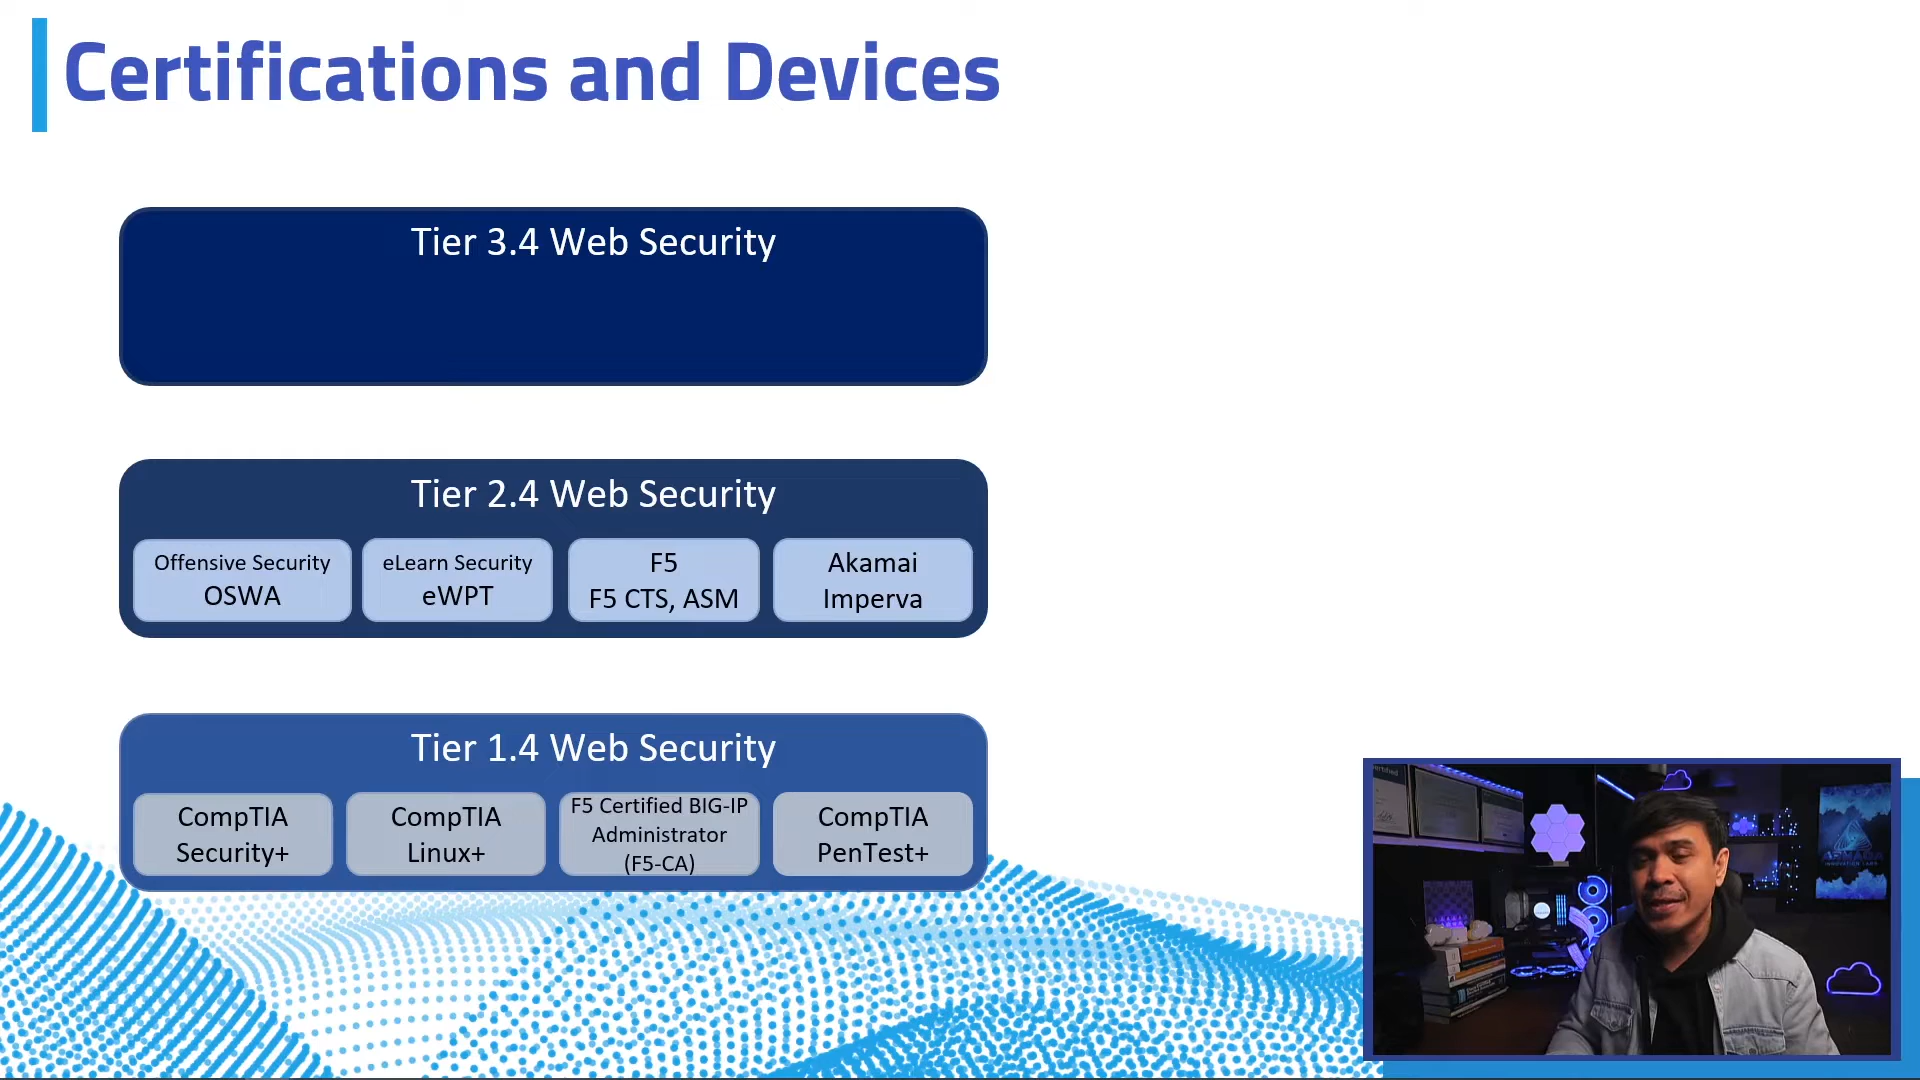 Certifications and Devices
Tier 3.4 Web Security
Tier 2.4 Web Security
Offensive Security
OSWA
eLearn Security
eWPT
F5
F5 CTS, ASM
Akamai
Imperva
Tier 1.4 Web Security
CompTIA
Security+
CompTIA
Linux+
F5 Certified BIG-IP
Administrator
(F5-CA)
CompTIA
PenTest+